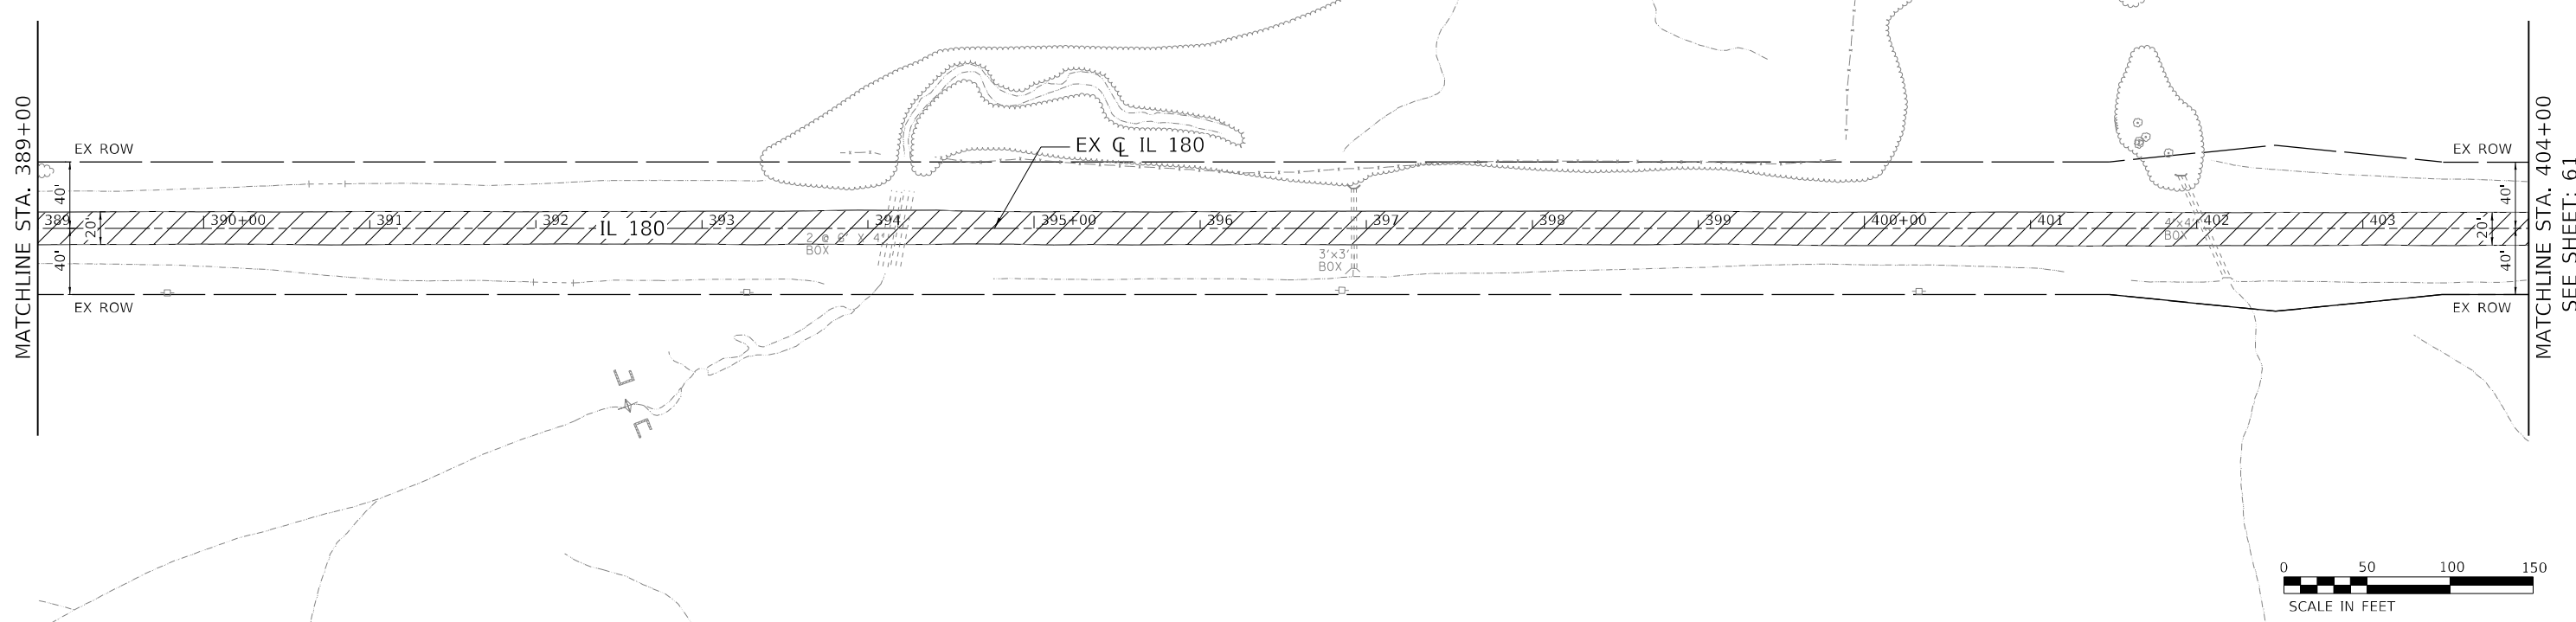 MATCHLINE STA. 389+00
EX ROW
EX ℄ IL 180
EX ROW
MATCHLINE STA. 404+00
SEE SHEET: 61
40'
40'
389 390+00 391 392 393 394 395+00 396 397 398 399 400+00 401 402 403
20'
IL 180
20'
2 @ 8' X 4'
BOX
3'x3'
BOX
4'x4'
BOX
40'
40'
EX ROW
EX ROW
0 50 100 150
SCALE IN FEET